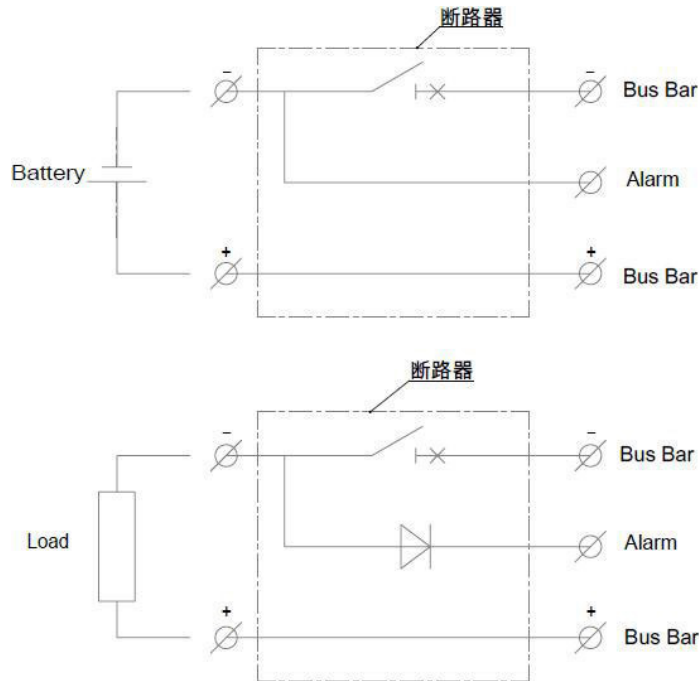 断路器
− −
Bus Bar
Battery
Alarm
+ +
Bus Bar
断路器
− −
Bus Bar
Load
Alarm
+ +
Bus Bar